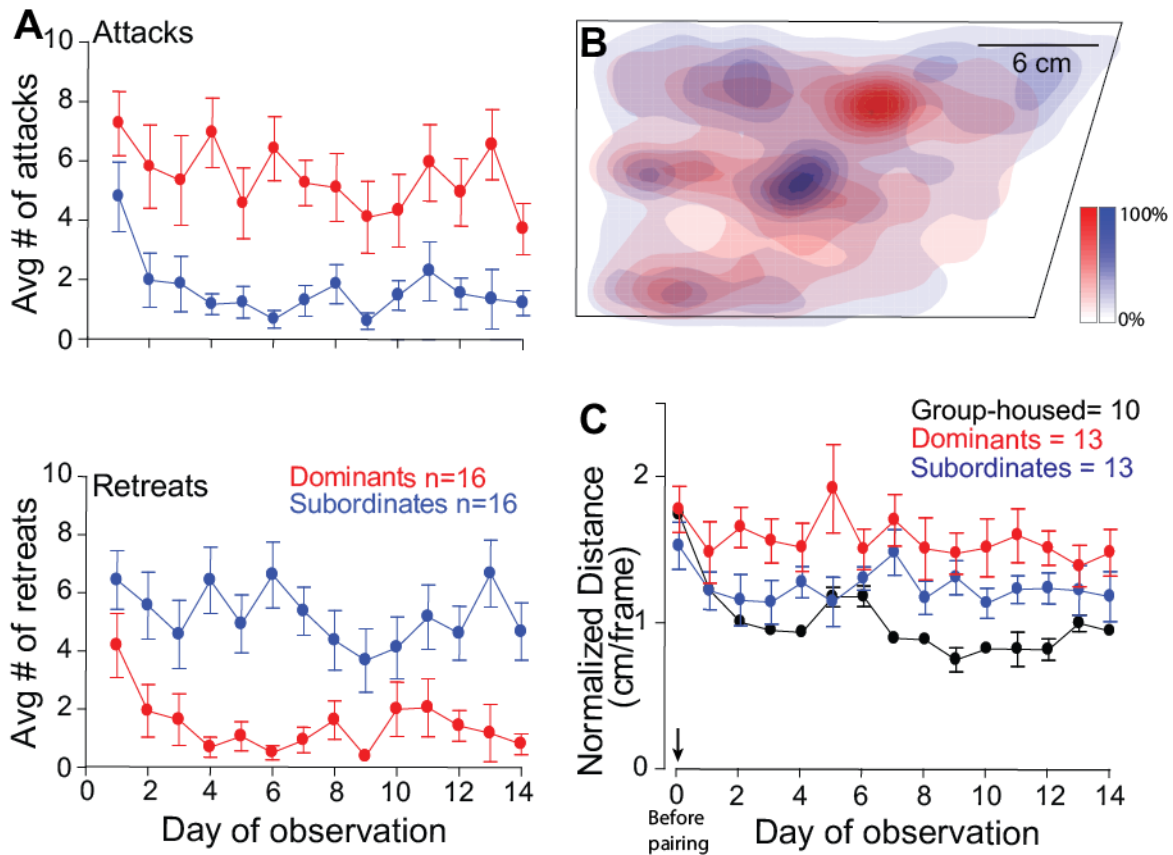 A
Attacks
10
8
6
4
2
0
Avg # of attacks
B
6 cm
100%
0%
Retreats
Dominants n=16
Subordinates n=16
10
8
6
4
2
0
Avg # of retreats
0 2 4 6 8 10 12 14
Day of observation
C
Group-housed= 10
Dominants = 13
Subordinates = 13
2
1
0
Normalized Distance
(cm/frame)
0 2 4 6 8 10 12 14
Before
pairing
Day of observation